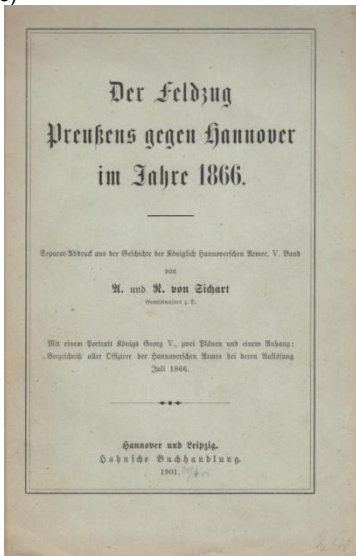 Der Feldzug
Preußens gegen Hannover
im Jahre 1866.
Separat-Abdruck aus der Geschichte der Königlich Hannoverschen Armee, V. Band
von
A. und R. von Sichart
Generalmajors z. D.
Mit einem Portrait Königs Georg V., zwei Plänen und einem Anhang:
Verzeichniß aller Offiziere der Hannoverschen Armee bei deren Auflösung
Juli 1866.
Hannover und Leipzig.
Hahnsche Buchhandlung.
1901.